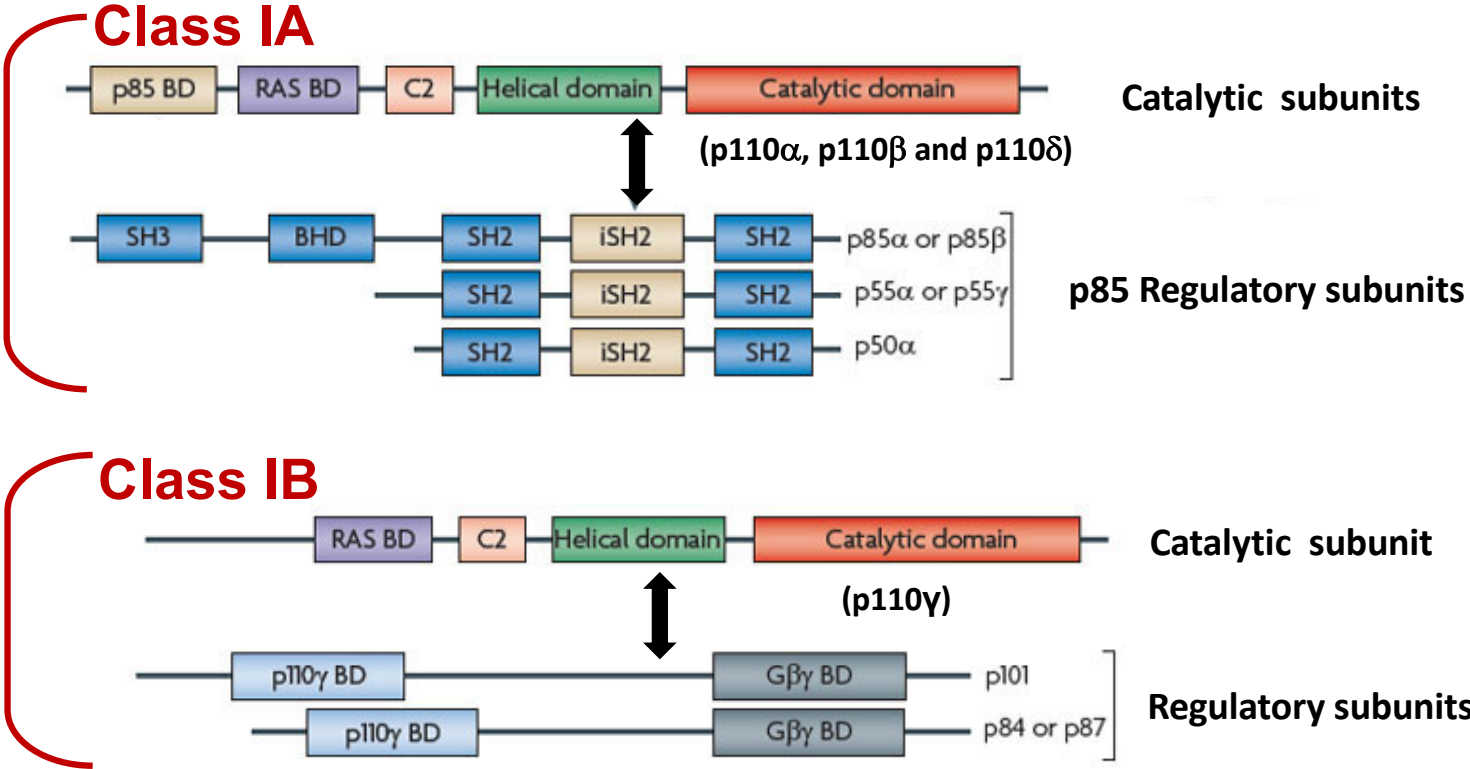 Class IA
p85 BD RAS BD C2 Helical domain Catalytic domain Catalytic subunits
(p110α, p110β and p110δ)
SH3 BHD SH2 iSH2 SH2 p85α or p85β
SH2 iSH2 SH2 p55α or p55γ p85 Regulatory subunits
SH2 iSH2 SH2 p50α
Class IB
RAS BD C2 Helical domain Catalytic domain Catalytic subunit
(p110γ)
p110γ BD Gβγ BD p101
Regulatory subunits
p110γ BD Gβγ BD p84 or p87